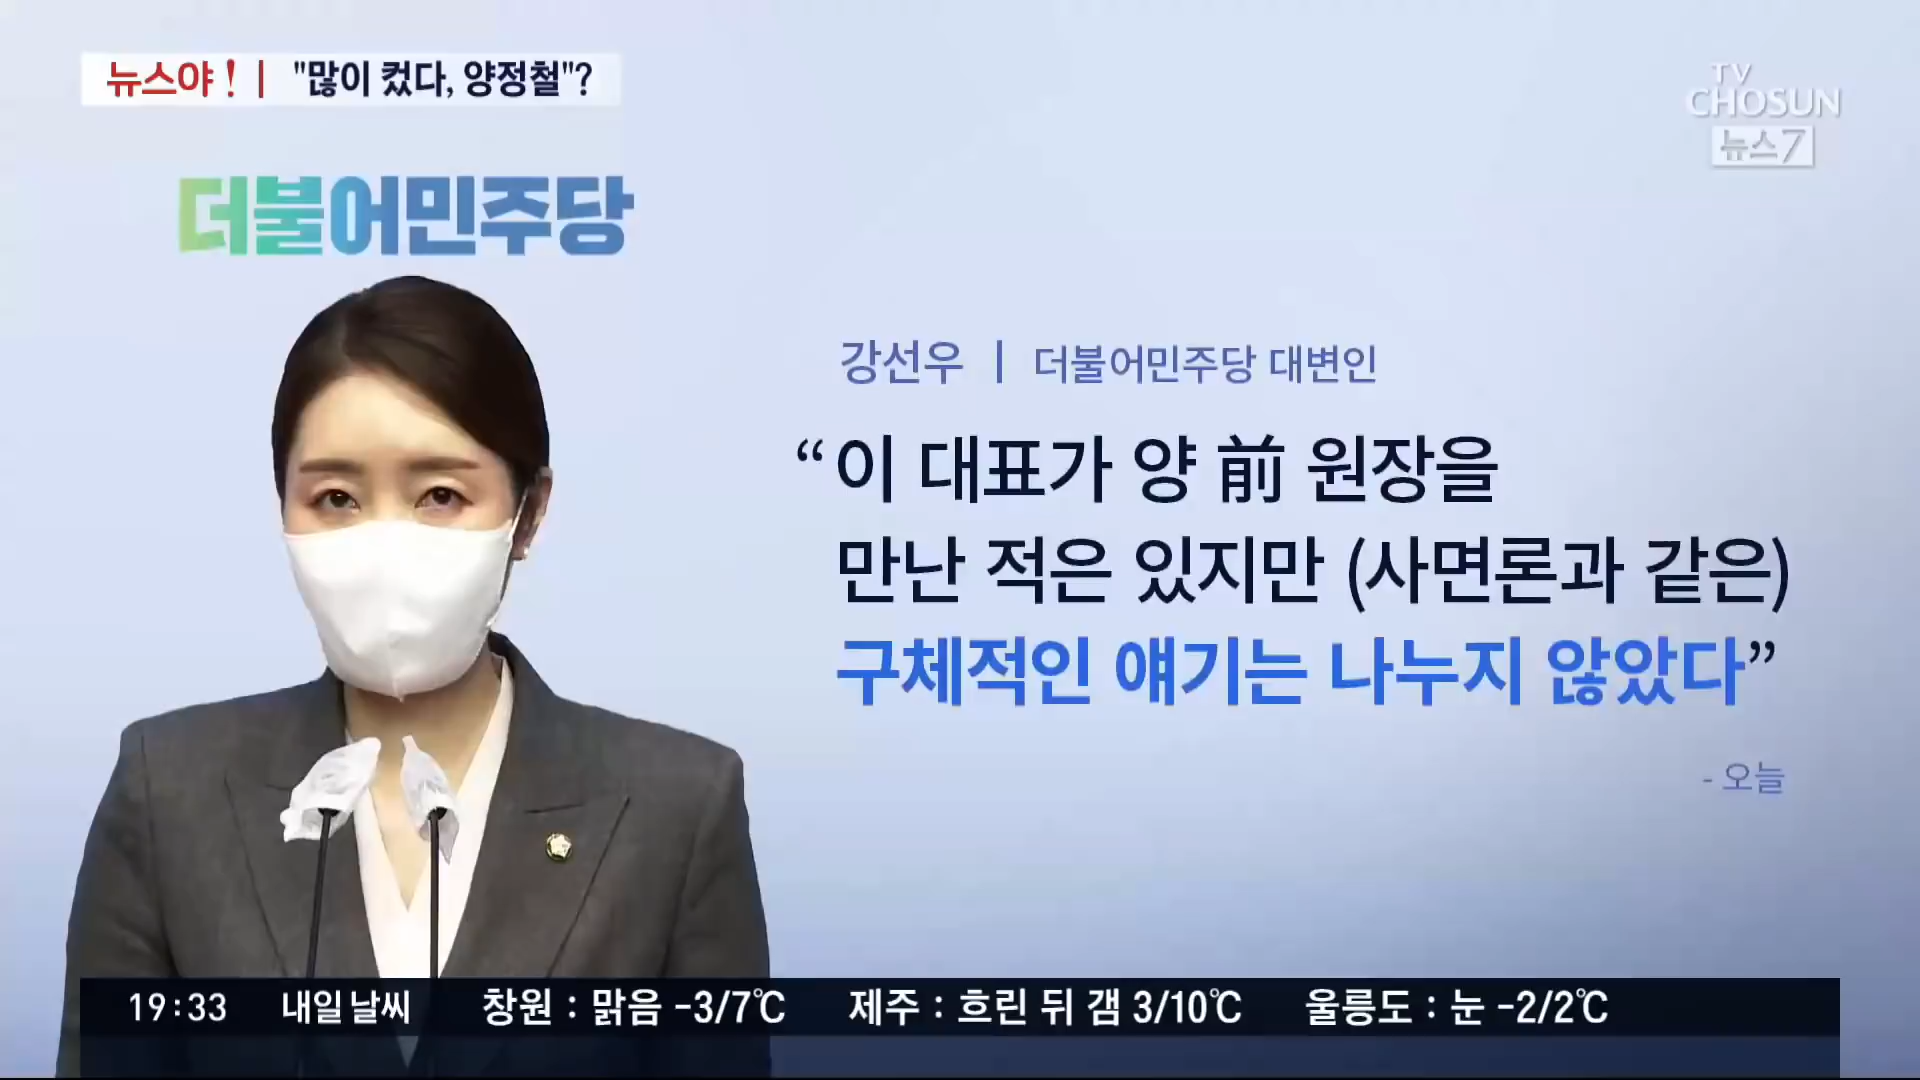 뉴스야! | "많이 컸다, 양정철"?
TV
CHOSUN
뉴스7
더불어민주당
강선우 | 더불어민주당 대변인
“이 대표가 양 前 원장을
만난 적은 있지만 (사면론과 같은)
구체적인 얘기는 나누지 않았다”
- 오늘
19:33 내일 날씨 창원 : 맑음 -3/7℃ 제주 : 흐린 뒤 갬 3/10℃ 울릉도 : 눈 -2/2℃